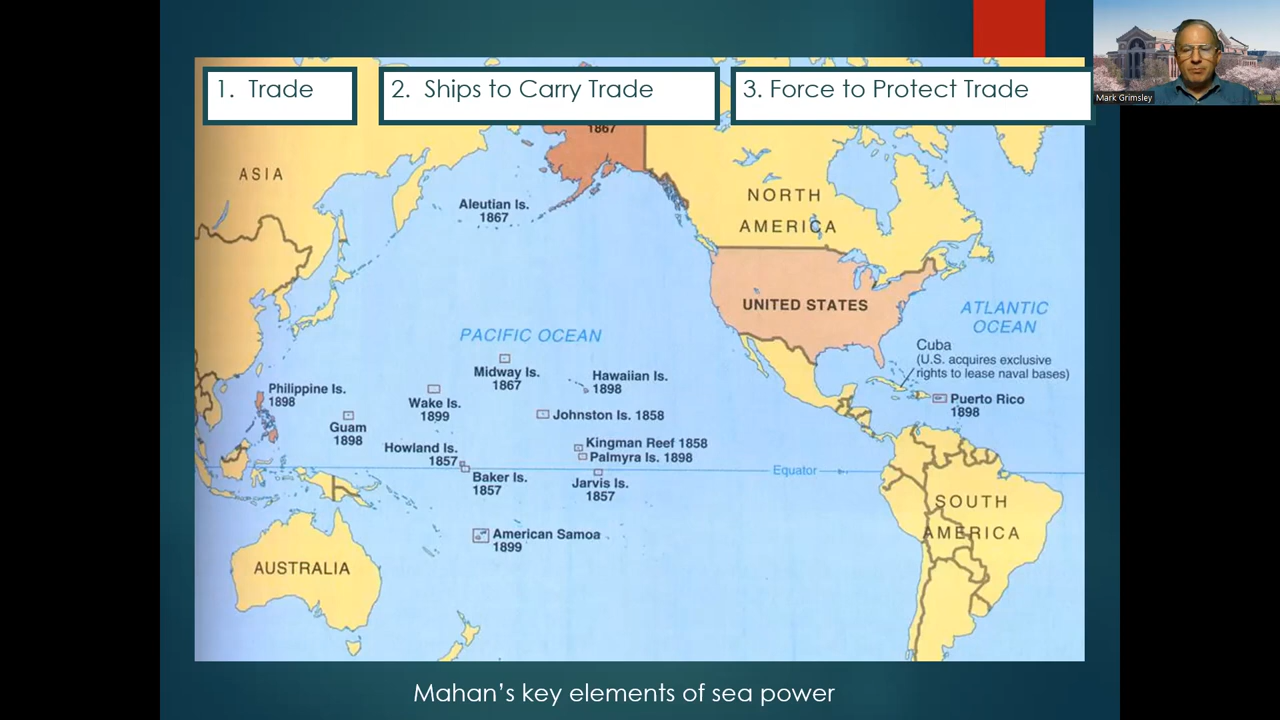 1. Trade
2. Ships to Carry Trade
3. Force to Protect Trade
Mark Grimsley
1867
ASIA
NORTH
AMERICA
Aleutian Is.
1867
UNITED STATES
ATLANTIC
OCEAN
PACIFIC OCEAN
Cuba
(U.S. acquires exclusive
rights to lease naval bases)
Midway Is.
1867
Hawaiian Is.
1898
Philippine Is.
1898
Wake Is.
1899
Puerto Rico
1898
Johnston Is. 1858
Guam
1898
Kingman Reef 1858
Howland Is.
1857
Palmyra Is. 1898
Equator
Baker Is.
1857
Jarvis Is.
1857
SOUTH
AMERICA
American Samoa
1899
AUSTRALIA
Mahan's key elements of sea power